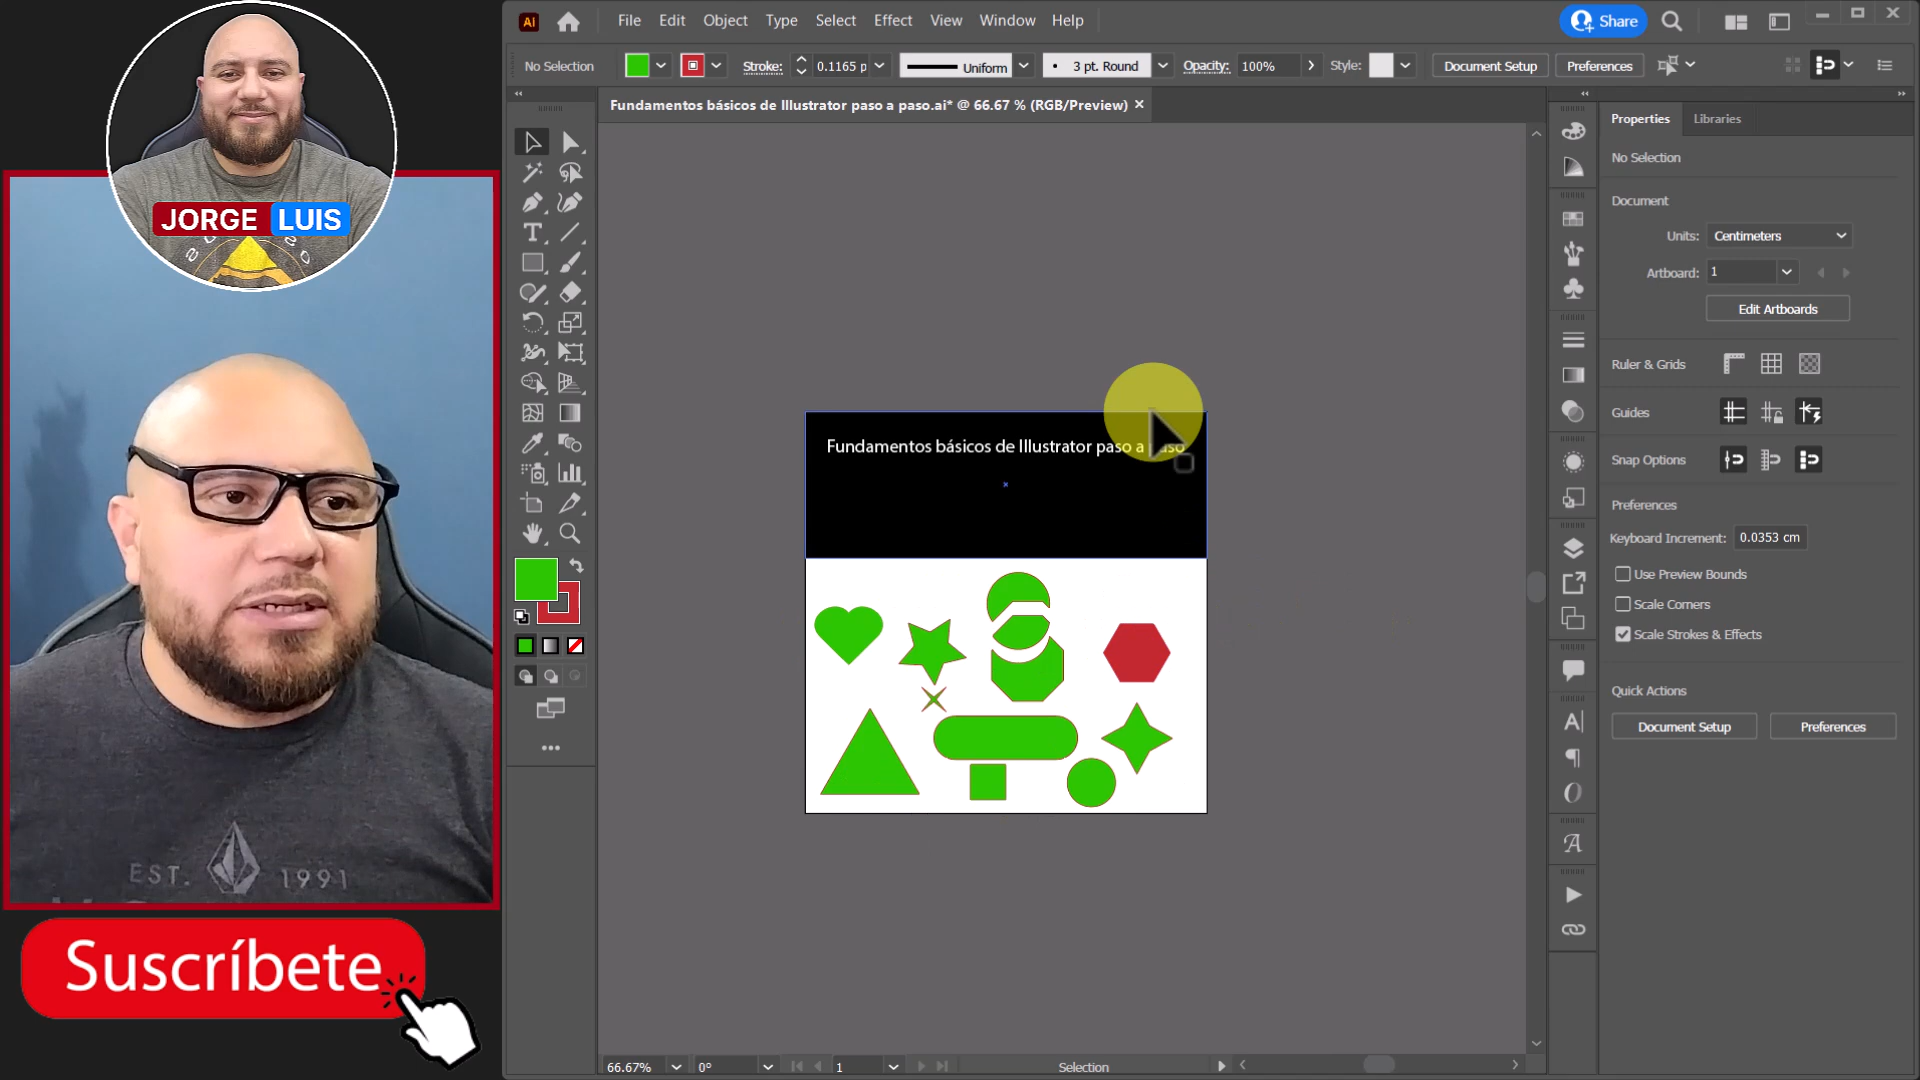 JORGE LUIS
EST. 1991
Suscríbete
Ai
File Edit Object Type Select Effect View Window Help
Share
No Selection
Stroke:
0.1165 p
Uniform
3 pt. Round
Opacity:
100%
Style:
Document Setup
Preferences
Fundamentos básicos de Illustrator paso a paso.ai* @ 66.67 % (RGB/Preview)
Fundamentos básicos de Illustrator paso a paso
66.67%
0°
1
Selection
Properties
Libraries
No Selection
Document
Units: Centimeters
Artboard: 1
Edit Artboards
Ruler & Grids
Guides
Snap Options
Preferences
Keyboard Increment: 0.0353 cm
Use Preview Bounds
Scale Corners
Scale Strokes & Effects
Quick Actions
Document Setup
Preferences